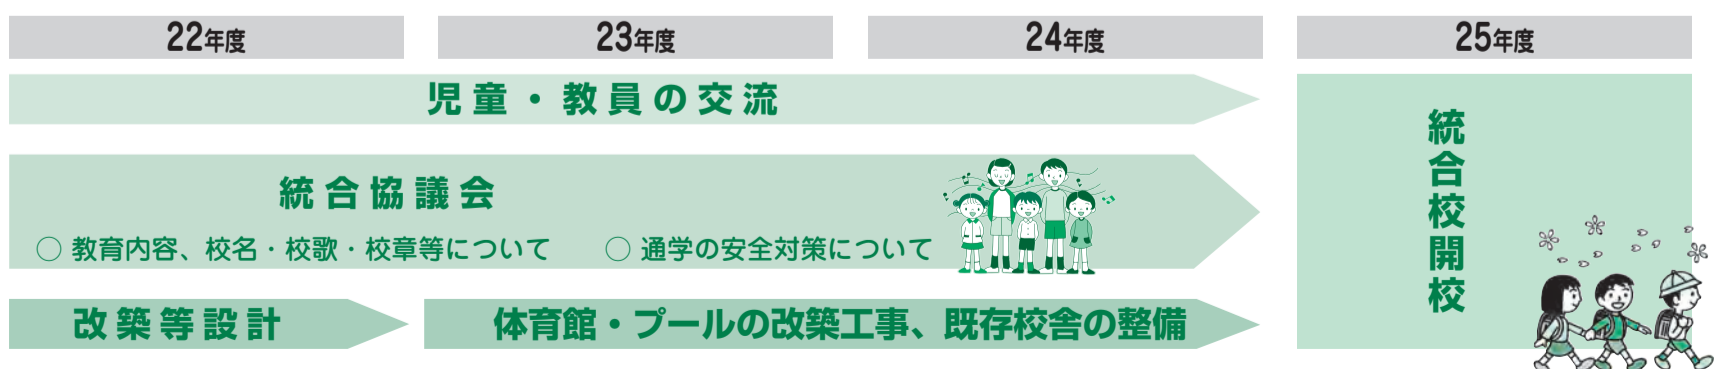 22年度
23年度
24年度
25年度
児童・教員の交流
統合協議会
○ 教育内容、校名・校歌・校章等について
○ 通学の安全対策について
改築等設計
体育館・プールの改築工事、既存校舎の整備
統合校開校